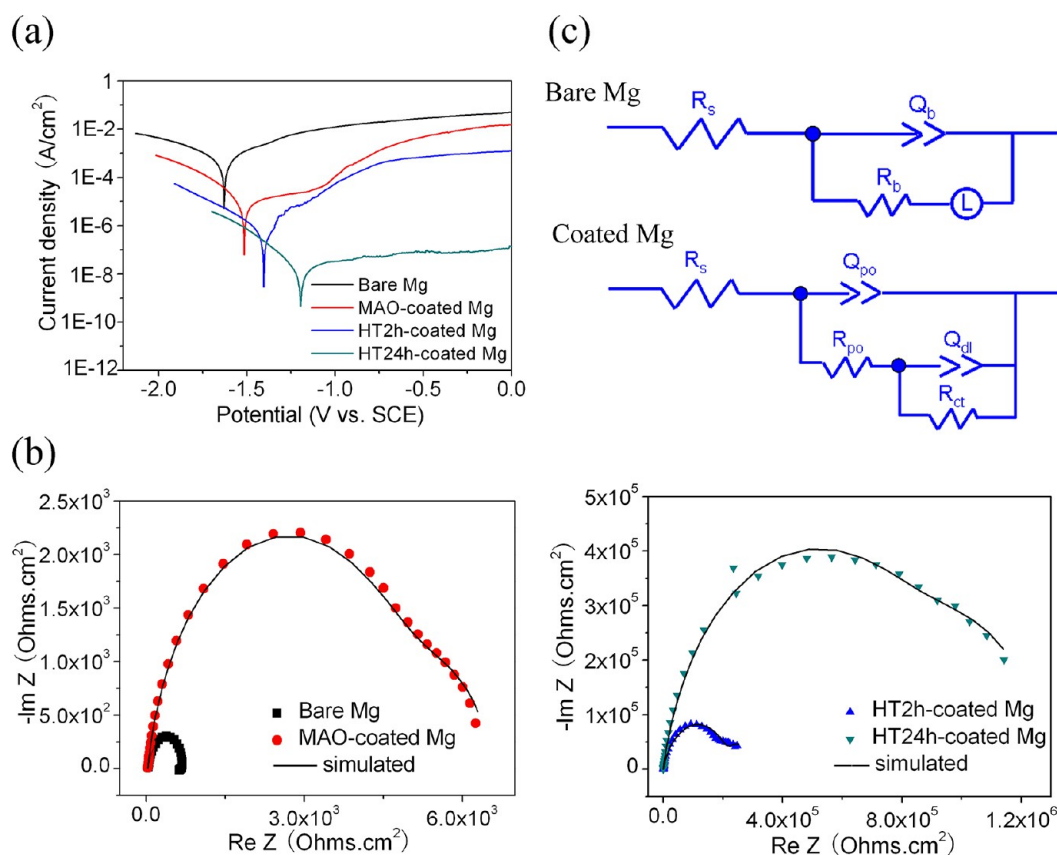 (a)
Current density (A/cm²)
1
1E-2
1E-4
1E-6
1E-8
1E-10
1E-12
-2.0 -1.5 -1.0 -0.5 0.0
Potential (V vs. SCE)
Bare Mg
MAO-coated Mg
HT2h-coated Mg
HT24h-coated Mg
(c)
Bare Mg
Rs
Qb
Rb
L
Coated Mg
Rs
Qpo
Rpo
Qdl
Rct
(b)
-Im Z (Ohms.cm²)
2.5x10³
2.0x10³
1.5x10³
1.0x10³
5.0x10²
0.0
0.0 3.0x10³ 6.0x10³
Re Z (Ohms.cm²)
Bare Mg
MAO-coated Mg
simulated
-Im Z (Ohms.cm²)
5x10⁵
4x10⁵
3x10⁵
2x10⁵
1x10⁵
0
0.0 4.0x10⁵ 8.0x10⁵ 1.2x10⁶
Re Z (Ohms.cm²)
HT2h-coated Mg
HT24h-coated Mg
simulated